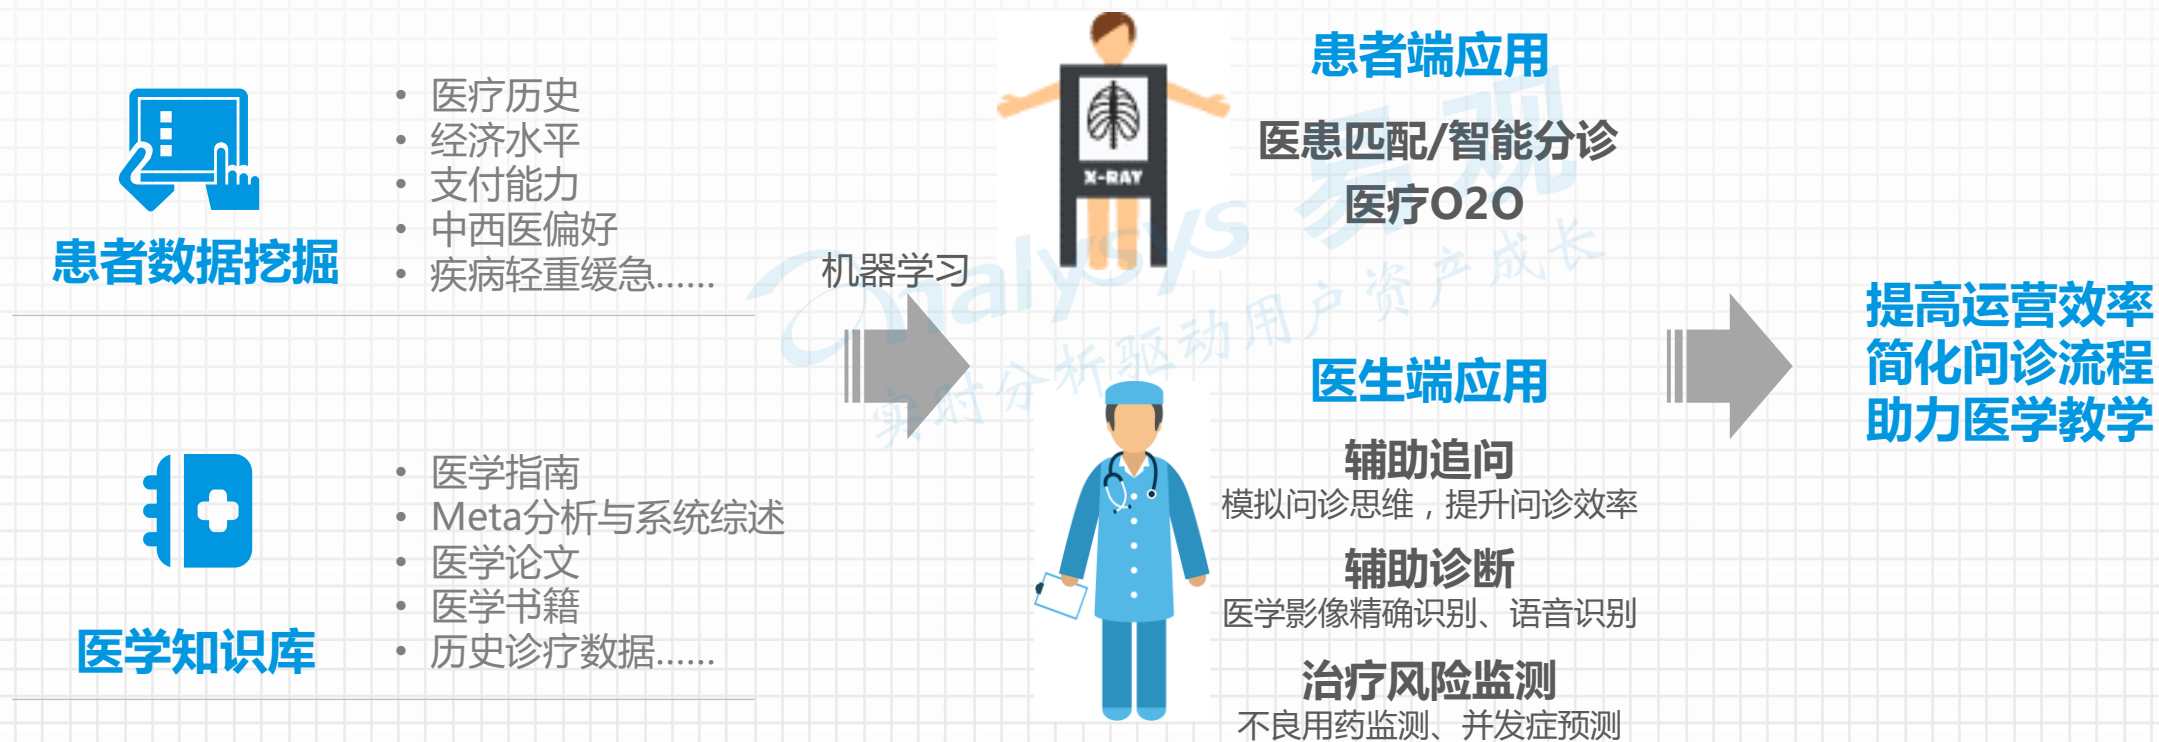 患者数据挖掘
• 医疗历史
• 经济水平
• 支付能力
• 中西医偏好
• 疾病轻重缓急......
医学知识库
• 医学指南
• Meta分析与系统综述
• 医学论文
• 医学书籍
• 历史诊疗数据......
机器学习
X-RAY
患者端应用
医患匹配/智能分诊
医疗O2O
医生端应用
辅助追问
模拟问诊思维，提升问诊效率
辅助诊断
医学影像精确识别、语音识别
治疗风险监测
不良用药监测、并发症预测
提高运营效率
简化问诊流程
助力医学教学
analysys 易观
实时分析驱动用户资产成长